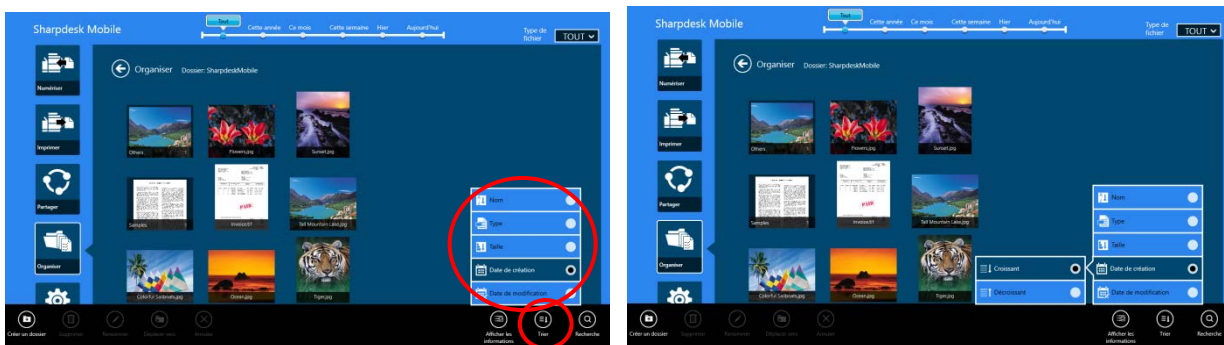 Sharpdesk Mobile
Tout
Cette année
Ce mois
Cette semaine
Hier
Aujourd'hui
Type de fichier
TOUT
Numériser
Imprimer
Partager
Organiser
Organiser
Dossier: SharpdeskMobile
Others
1
Flowers.jpg
Sunset.jpg
Samples
1
Tall Mountain Lake.jpg
Colorful Sailboats.jpg
Ocean.jpg
Tiger.jpg
Nom
Type
Taille
Date de création
Date de modification
Créer un dossier
Supprimer
Renommer
Déplacer vers
Annuler
Afficher les informations
Trier
Recherche
Sharpdesk Mobile
Tout
Cette année
Ce mois
Cette semaine
Hier
Aujourd'hui
Type de fichier
TOUT
Numériser
Imprimer
Partager
Organiser
Organiser
Dossier: SharpdeskMobile
Others
1
Flowers.jpg
Sunset.jpg
Samples
1
Tall Mountain Lake.jpg
Colorful Sailboats.jpg
Ocean.jpg
Tiger.jpg
Croissant
Décroissant
Nom
Type
Taille
Date de création
Date de modification
Créer un dossier
Supprimer
Renommer
Déplacer vers
Annuler
Afficher les informations
Trier
Recherche